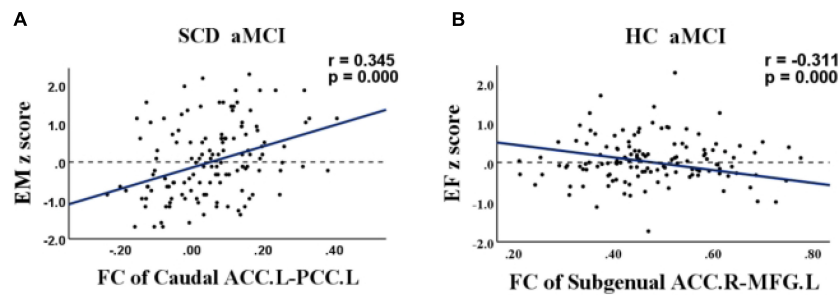 A
SCD aMCI
r = 0.345
p = 0.000
EM z score
2.0
1.0
.0
-1.0
-2.0
-.20
.00
.20
.40
FC of Caudal ACC.L-PCC.L
B
HC aMCI
r = -0.311
p = 0.000
EF z score
2.0
1.0
.0
-1.0
-2.0
.20
.40
.60
.80
FC of Subgenual ACC.R-MFG.L